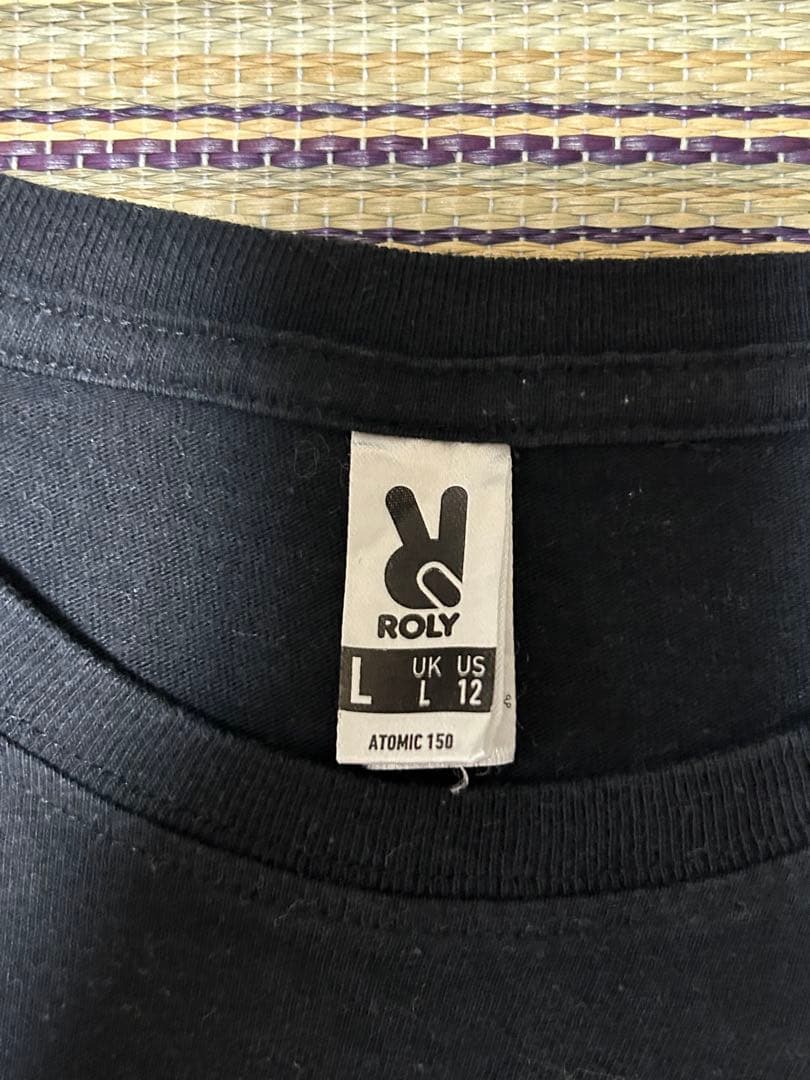 ROLY
L UK US
L 12
ATOMIC 150